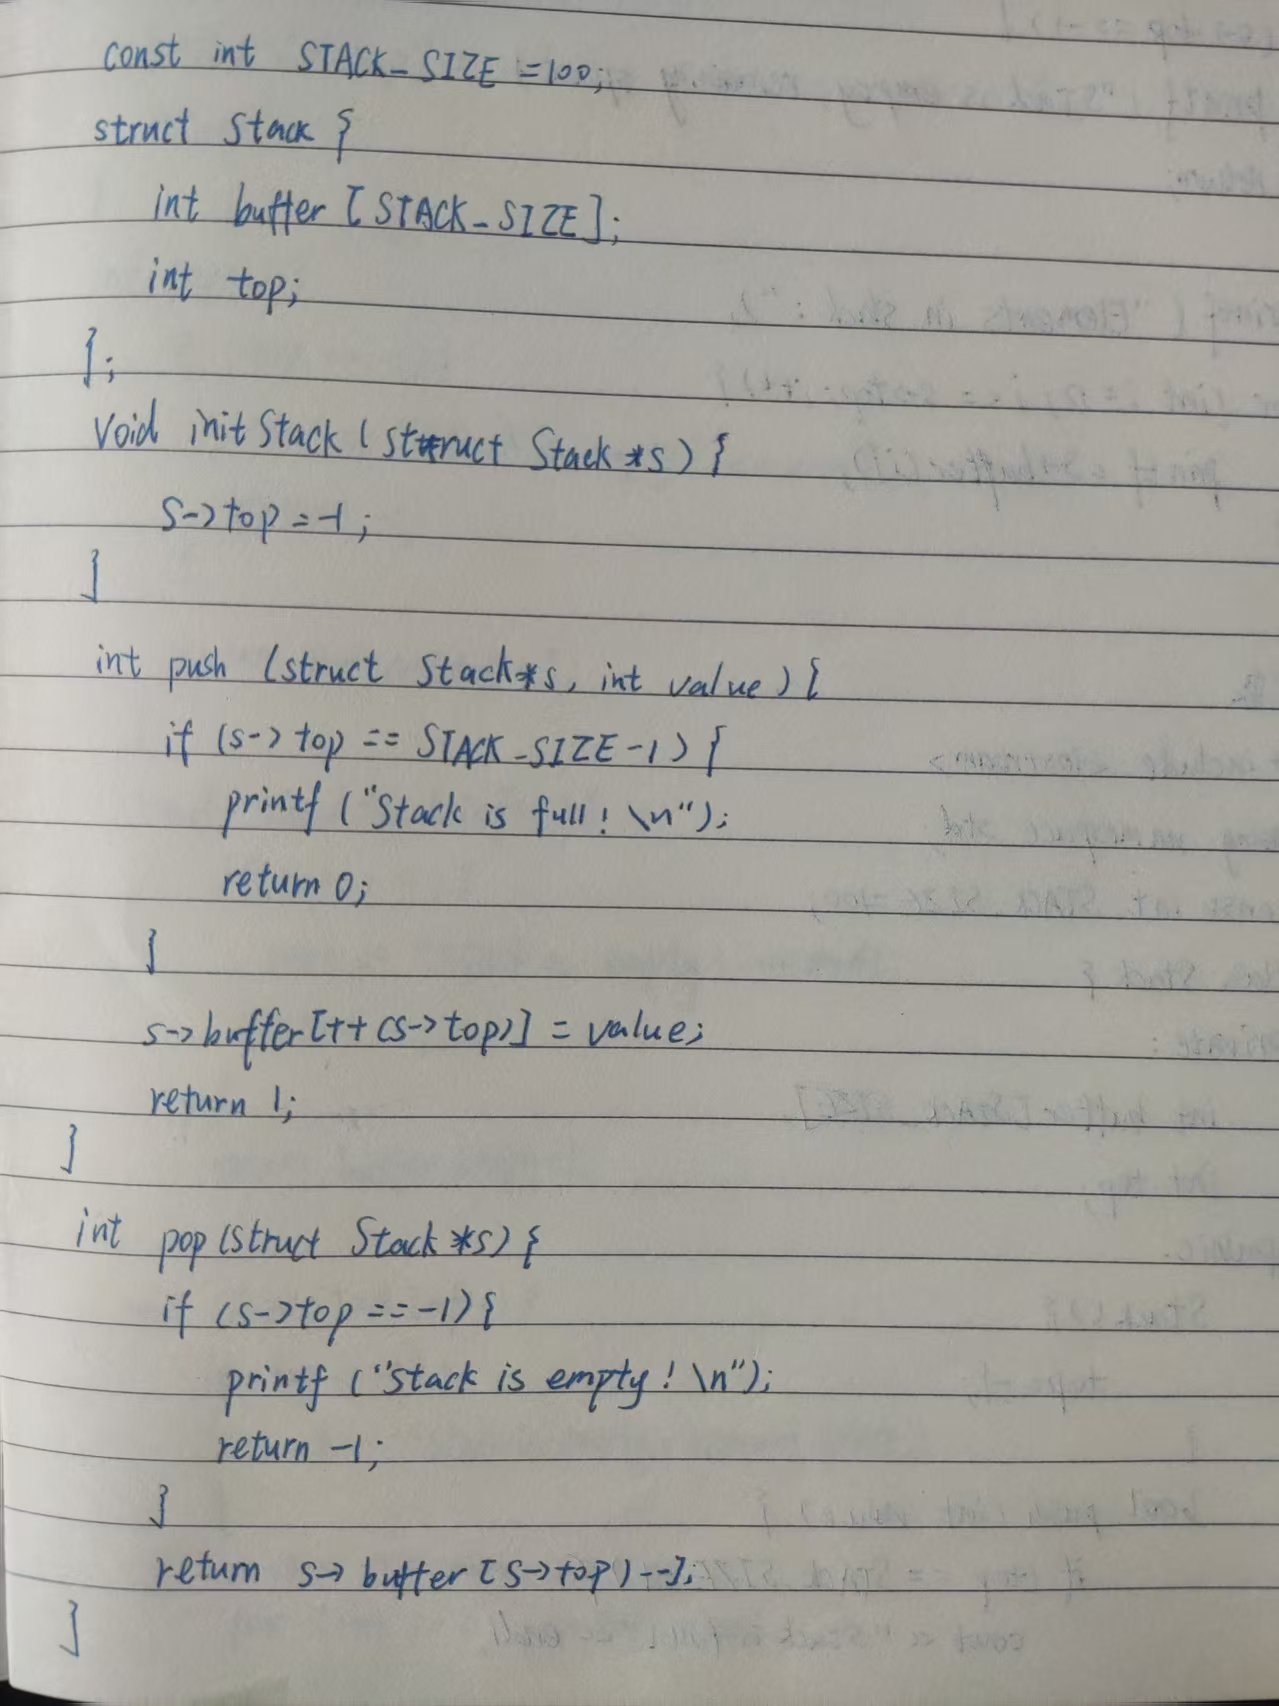 const int STACK_SIZE =100;
struct Stack {
int buffer [STACK_SIZE];
int top;
};
void initStack (struct Stack *s) {
s->top = -1;
}
int push (struct Stack*s, int value) {
if (s-> top == STACK_SIZE -1) {
printf ("Stack is full! \n");
return 0;
}
s->buffer[++(s->top)] = value;
return 1;
}
int pop (struct Stack *s) {
if (s->top == -1) {
printf ("Stack is empty! \n");
return -1;
}
return s-> buffer [s->top) --];
}